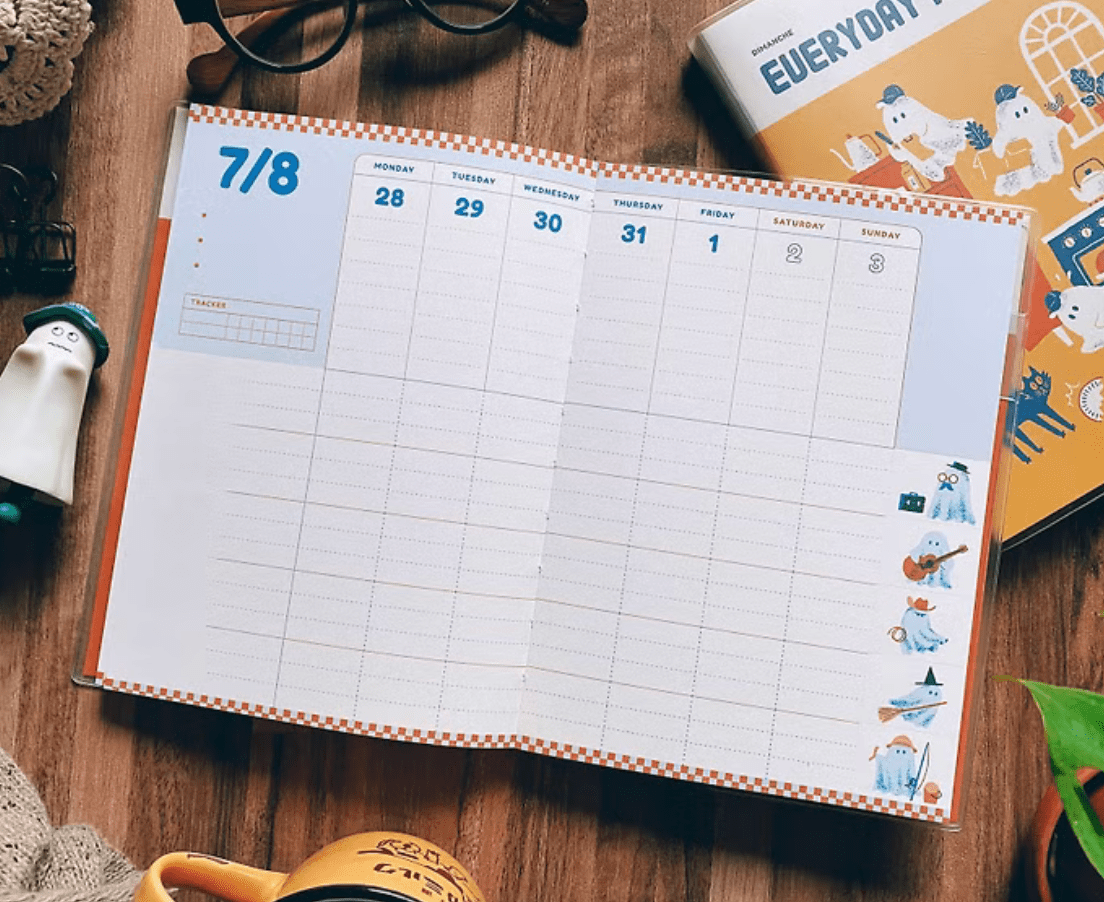 DIMANCHE
EVERYDAY
7/8
MONDAY TUESDAY WEDNESDAY THURSDAY FRIDAY SATURDAY SUNDAY
28 29 30 31 1 2 3
TRACKER